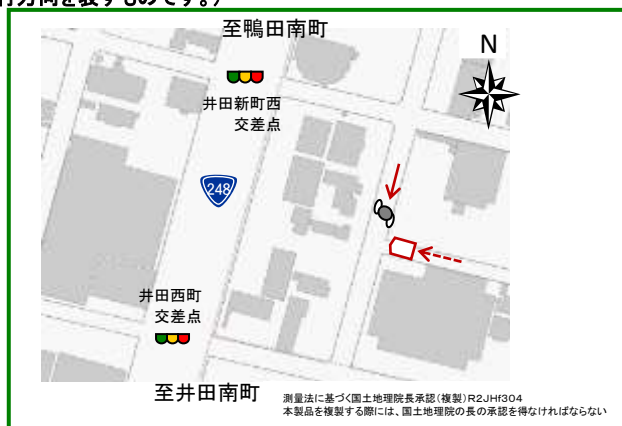 行方向を表すものです。)
至鴨田南町
N
井田新町西
交差点
248
井田西町
交差点
至井田南町
測量法に基づく国土地理院長承認(複製)R2JHf304
本製品を複製する際には、国土地理院の長の承認を得なければならない